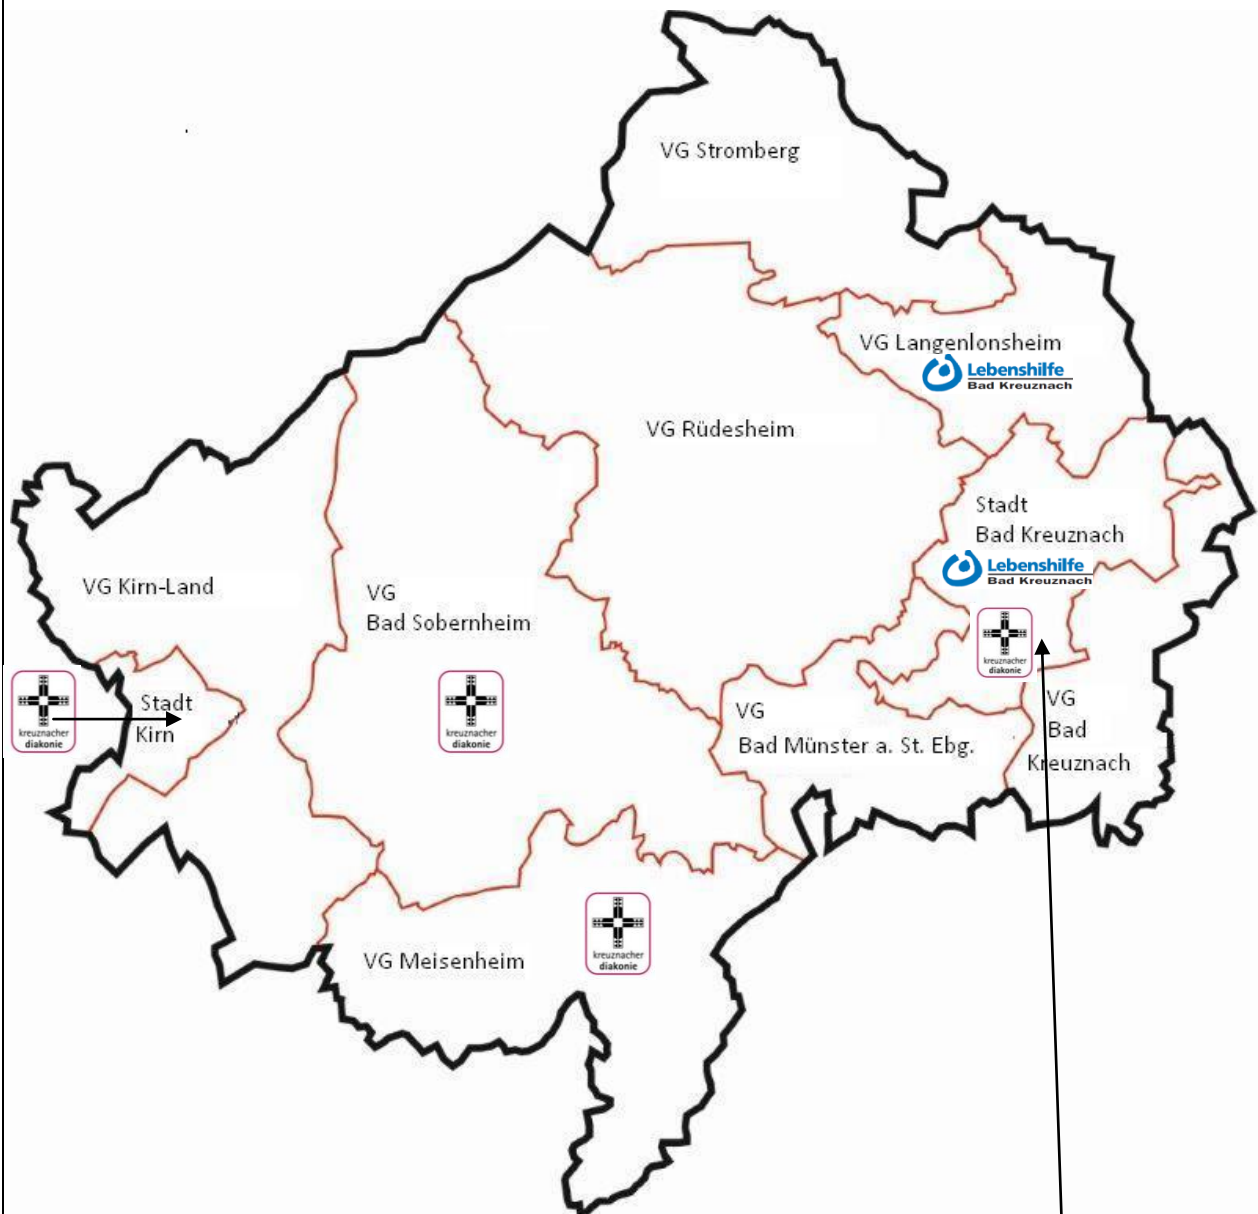 VG Stromberg
VG Langenlonsheim
Lebenshilfe
Bad Kreuznach
VG Rüdesheim
Stadt
Bad Kreuznach
Lebenshilfe
Bad Kreuznach
kreuznacher
diakonie
VG Kirn-Land
VG
Bad Sobernheim
kreuznacher
diakonie
Stadt
Kirn
kreuznacher
diakonie
VG
Bad Münster a. St. Ebg.
VG
Bad
Kreuznach
VG Meisenheim
kreuznacher
diakonie